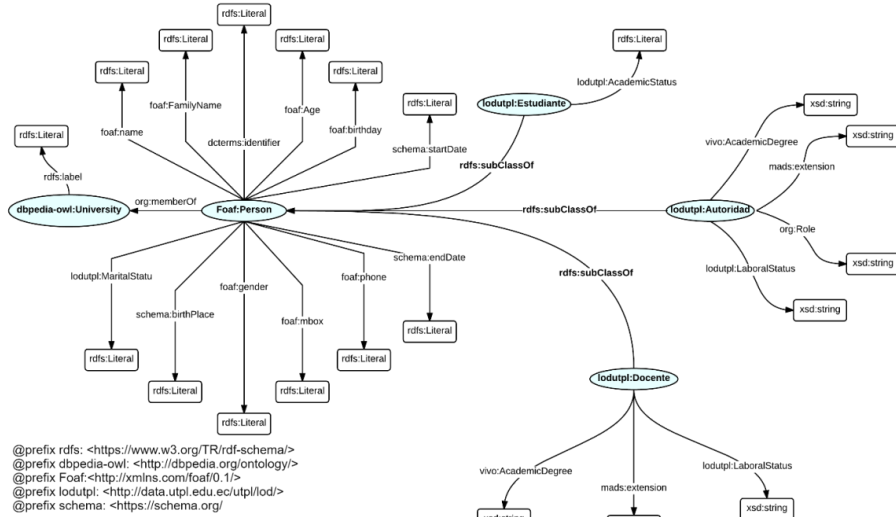 rdfs:Literal
rdfs:Literal
rdfs:Literal
rdfs:Literal
rdfs:Literal
rdfs:Literal
rdfs:Literal
rdfs:Literal
rdfs:Literal
foaf:name
foaf:FamilyName
dcterms:identifier
foaf:Age
foaf:birthday
schema:startDate
rdfs:label
dbpedia-owl:University
org:memberOf
Foaf:Person
lodutpl:Estudiante
lodutpl:AcademicStatus
rdfs:subClassOf
rdfs:subClassOf
rdfs:subClassOf
lodutpl:Autoridad
vivo:AcademicDegree
xsd:string
mads:extension
xsd:string
org:Role
xsd:string
lodutpl:LaboralStatus
xsd:string
lodutpl:MaritalStatu
schema:birthPlace
foaf:gender
foaf:mbox
foaf:phone
schema:endDate
rdfs:Literal
rdfs:Literal
rdfs:Literal
rdfs:Literal
rdfs:Literal
rdfs:Literal
lodutpl:Docente
vivo:AcademicDegree
mads:extension
lodutpl:LaboralStatus
xsd:string
@prefix rdfs: <https://www.w3.org/TR/rdf-schema/>
@prefix dbpedia-owl: <http://dbpedia.org/ontology/>
@prefix Foaf:<http://xmlns.com/foaf/0.1/>
@prefix lodutpl: <http://data.utpl.edu.ec/utpl/lod/>
@prefix schema: <https://schema.org/